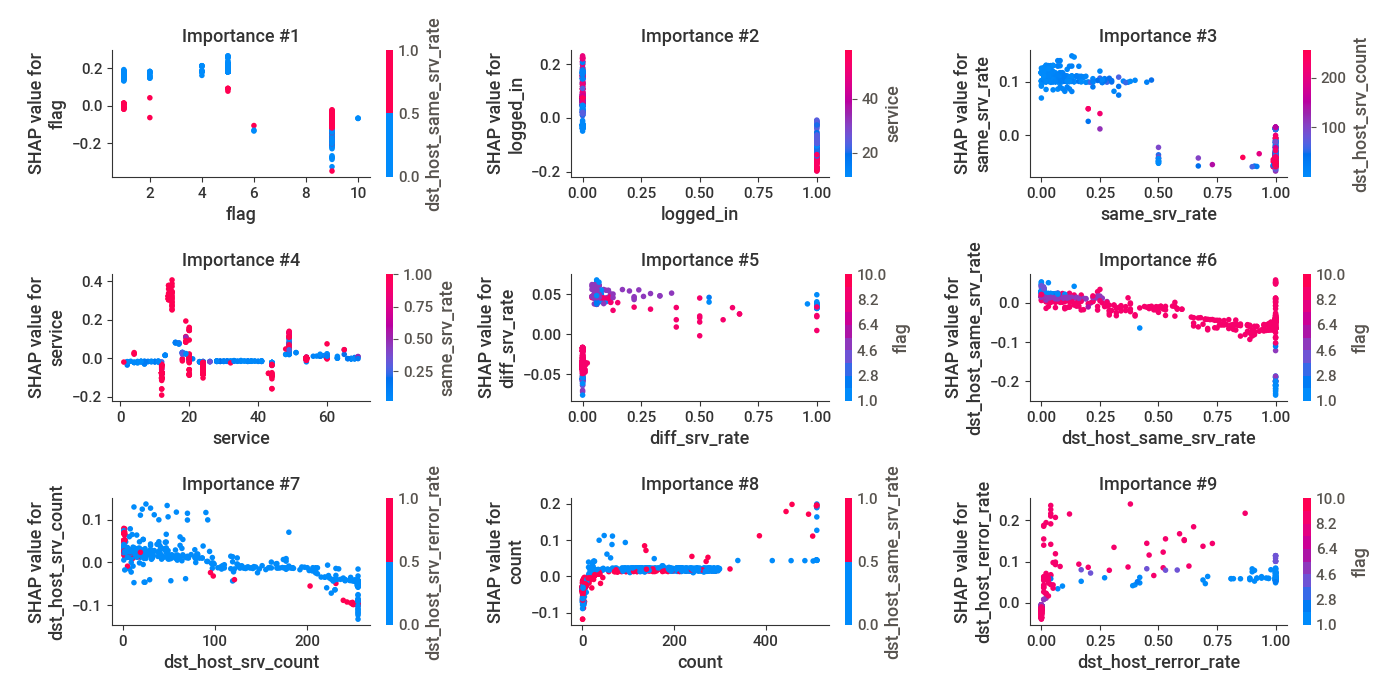 Importance #1
SHAP value for
flag
0.2
0.0
−0.2
2
4
6
8
10
flag
1.0
0.5
0.0
dst_host_same_srv_rate
Importance #2
SHAP value for
logged_in
0.2
0.0
−0.2
0.00
0.25
0.50
0.75
1.00
logged_in
40
20
service
Importance #3
SHAP value for
same_srv_rate
0.1
0.0
0.00
0.25
0.50
0.75
1.00
same_srv_rate
200
100
dst_host_srv_count
Importance #4
SHAP value for
service
0.4
0.2
0.0
−0.2
0
20
40
60
service
1.00
0.75
0.50
0.25
same_srv_rate
Importance #5
SHAP value for
diff_srv_rate
0.05
0.00
−0.05
0.00
0.25
0.50
0.75
1.00
diff_srv_rate
10.0
8.2
6.4
4.6
2.8
1.0
flag
Importance #6
SHAP value for
dst_host_same_srv_rate
0.0
−0.1
−0.2
0.00
0.25
0.50
0.75
1.00
dst_host_same_srv_rate
10.0
8.2
6.4
4.6
2.8
1.0
flag
Importance #7
SHAP value for
dst_host_srv_count
0.1
0.0
−0.1
0
100
200
dst_host_srv_count
1.0
0.5
0.0
dst_host_srv_rerror_rate
Importance #8
SHAP value for
count
0.2
0.1
0.0
−0.1
0
200
400
count
1.0
0.5
0.0
dst_host_same_srv_rate
Importance #9
SHAP value for
dst_host_rerror_rate
0.2
0.1
0.0
0.00
0.25
0.50
0.75
1.00
dst_host_rerror_rate
10.0
8.2
6.4
4.6
2.8
1.0
flag